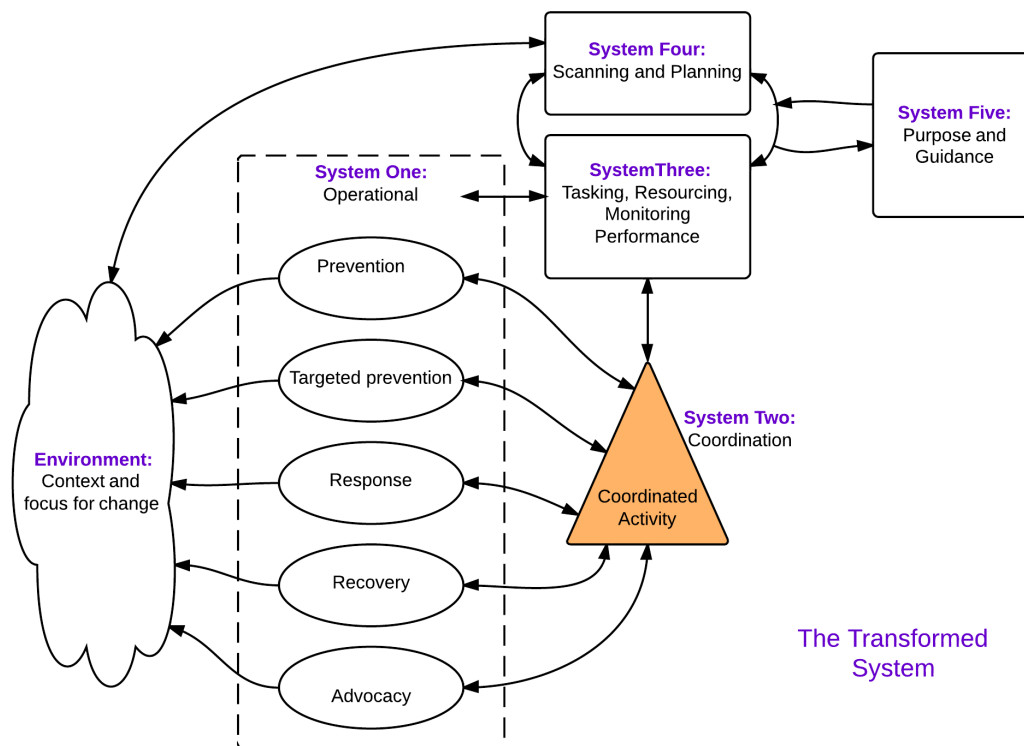 System Four:
Scanning and Planning
System Five:
Purpose and
Guidance
SystemThree:
Tasking, Resourcing,
Monitoring
Performance
System One:
Operational
Prevention
Targeted prevention
Response
Recovery
Advocacy
System Two:
Coordination
Coordinated
Activity
Environment:
Context and
focus for change
The Transformed
System